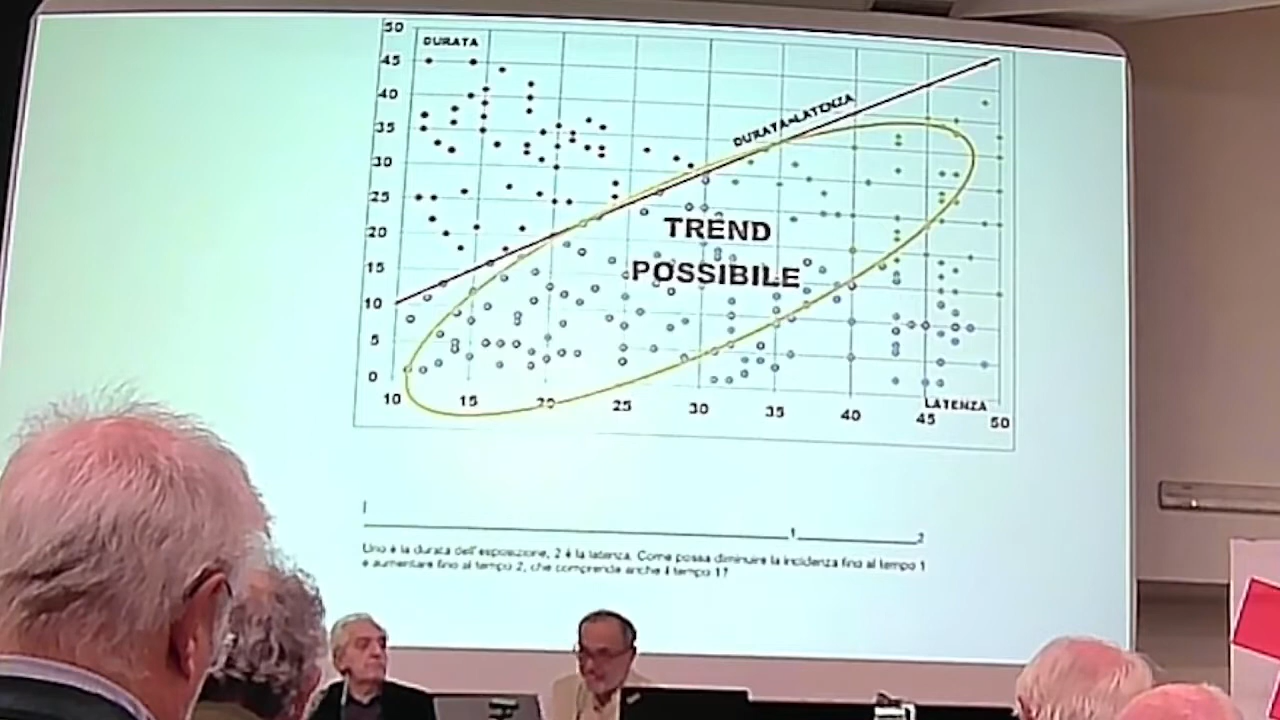 50
DURATA
45
40
35
30
25
20
15
10
5
0
DURATA=LATENZA
TREND
POSSIBILE
LATENZA
10 15 20 25 30 35 40 45 50
1 2
Uno è la durata dell'esposizione, 2 è la latenza. Come possa diminuire la incidenza fino al tempo 1
e aumentare fino al tempo 2, che comprende anche il tempo 1?